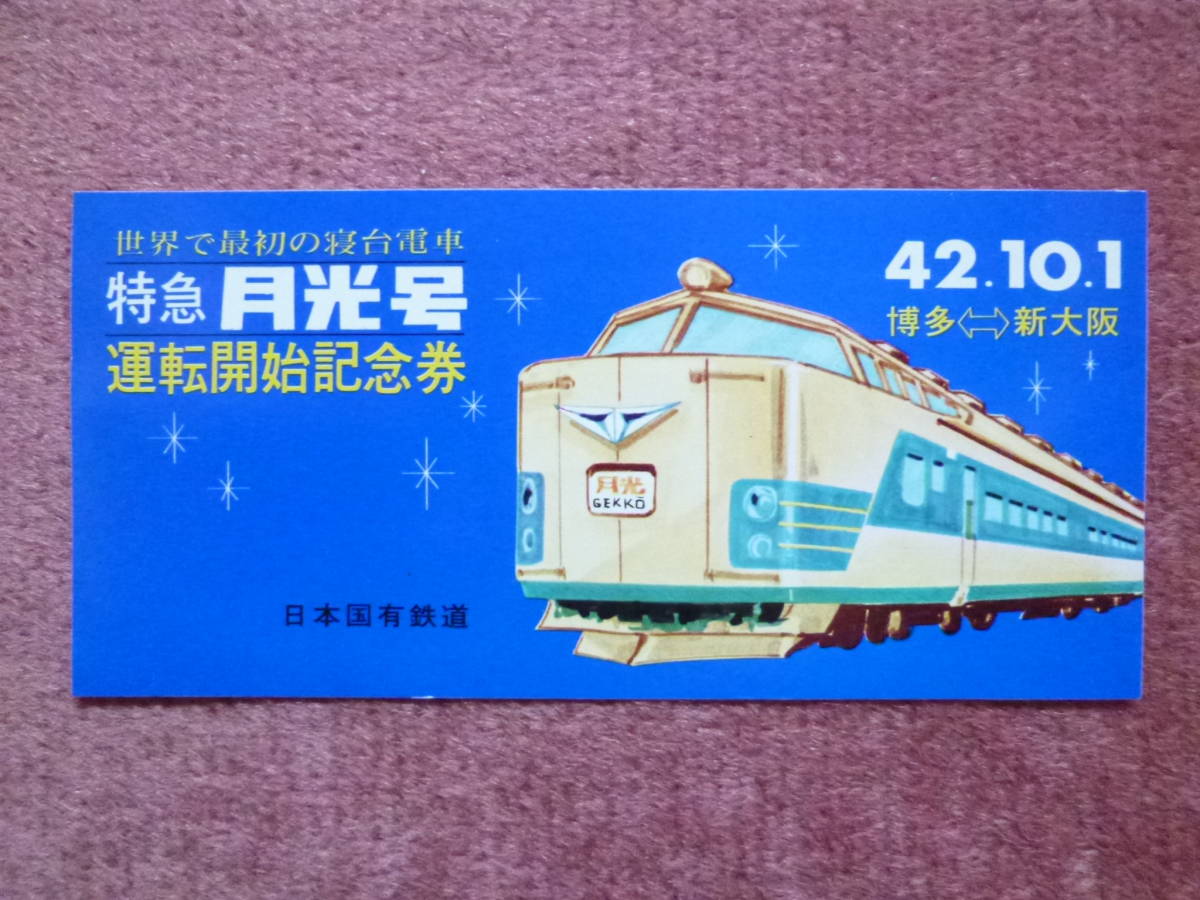 世界で最初の寝台電車
特急 月光号
運転開始記念券
42.10.1
博多⇔新大阪
月光
GEKKŌ
日本国有鉄道